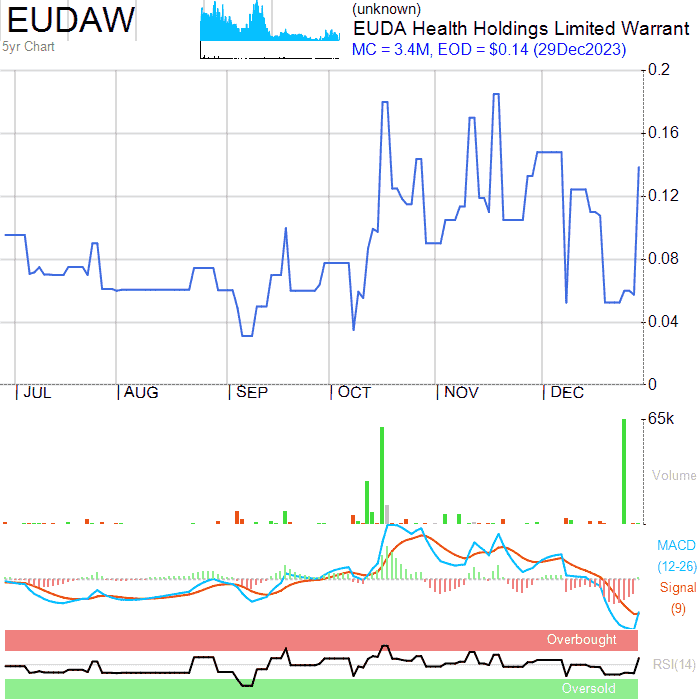 EUDAW
5yr Chart
(unknown)
EUDA Health Holdings Limited Warrant
MC = 3.4M, EOD = $0.14 (29Dec2023)
0.2
0.16
0.12
0.08
0.04
0
JUL AUG SEP OCT NOV DEC
65k
Volume
MACD
(12-26)
Signal
(9)
Overbought
RSI(14)
Oversold